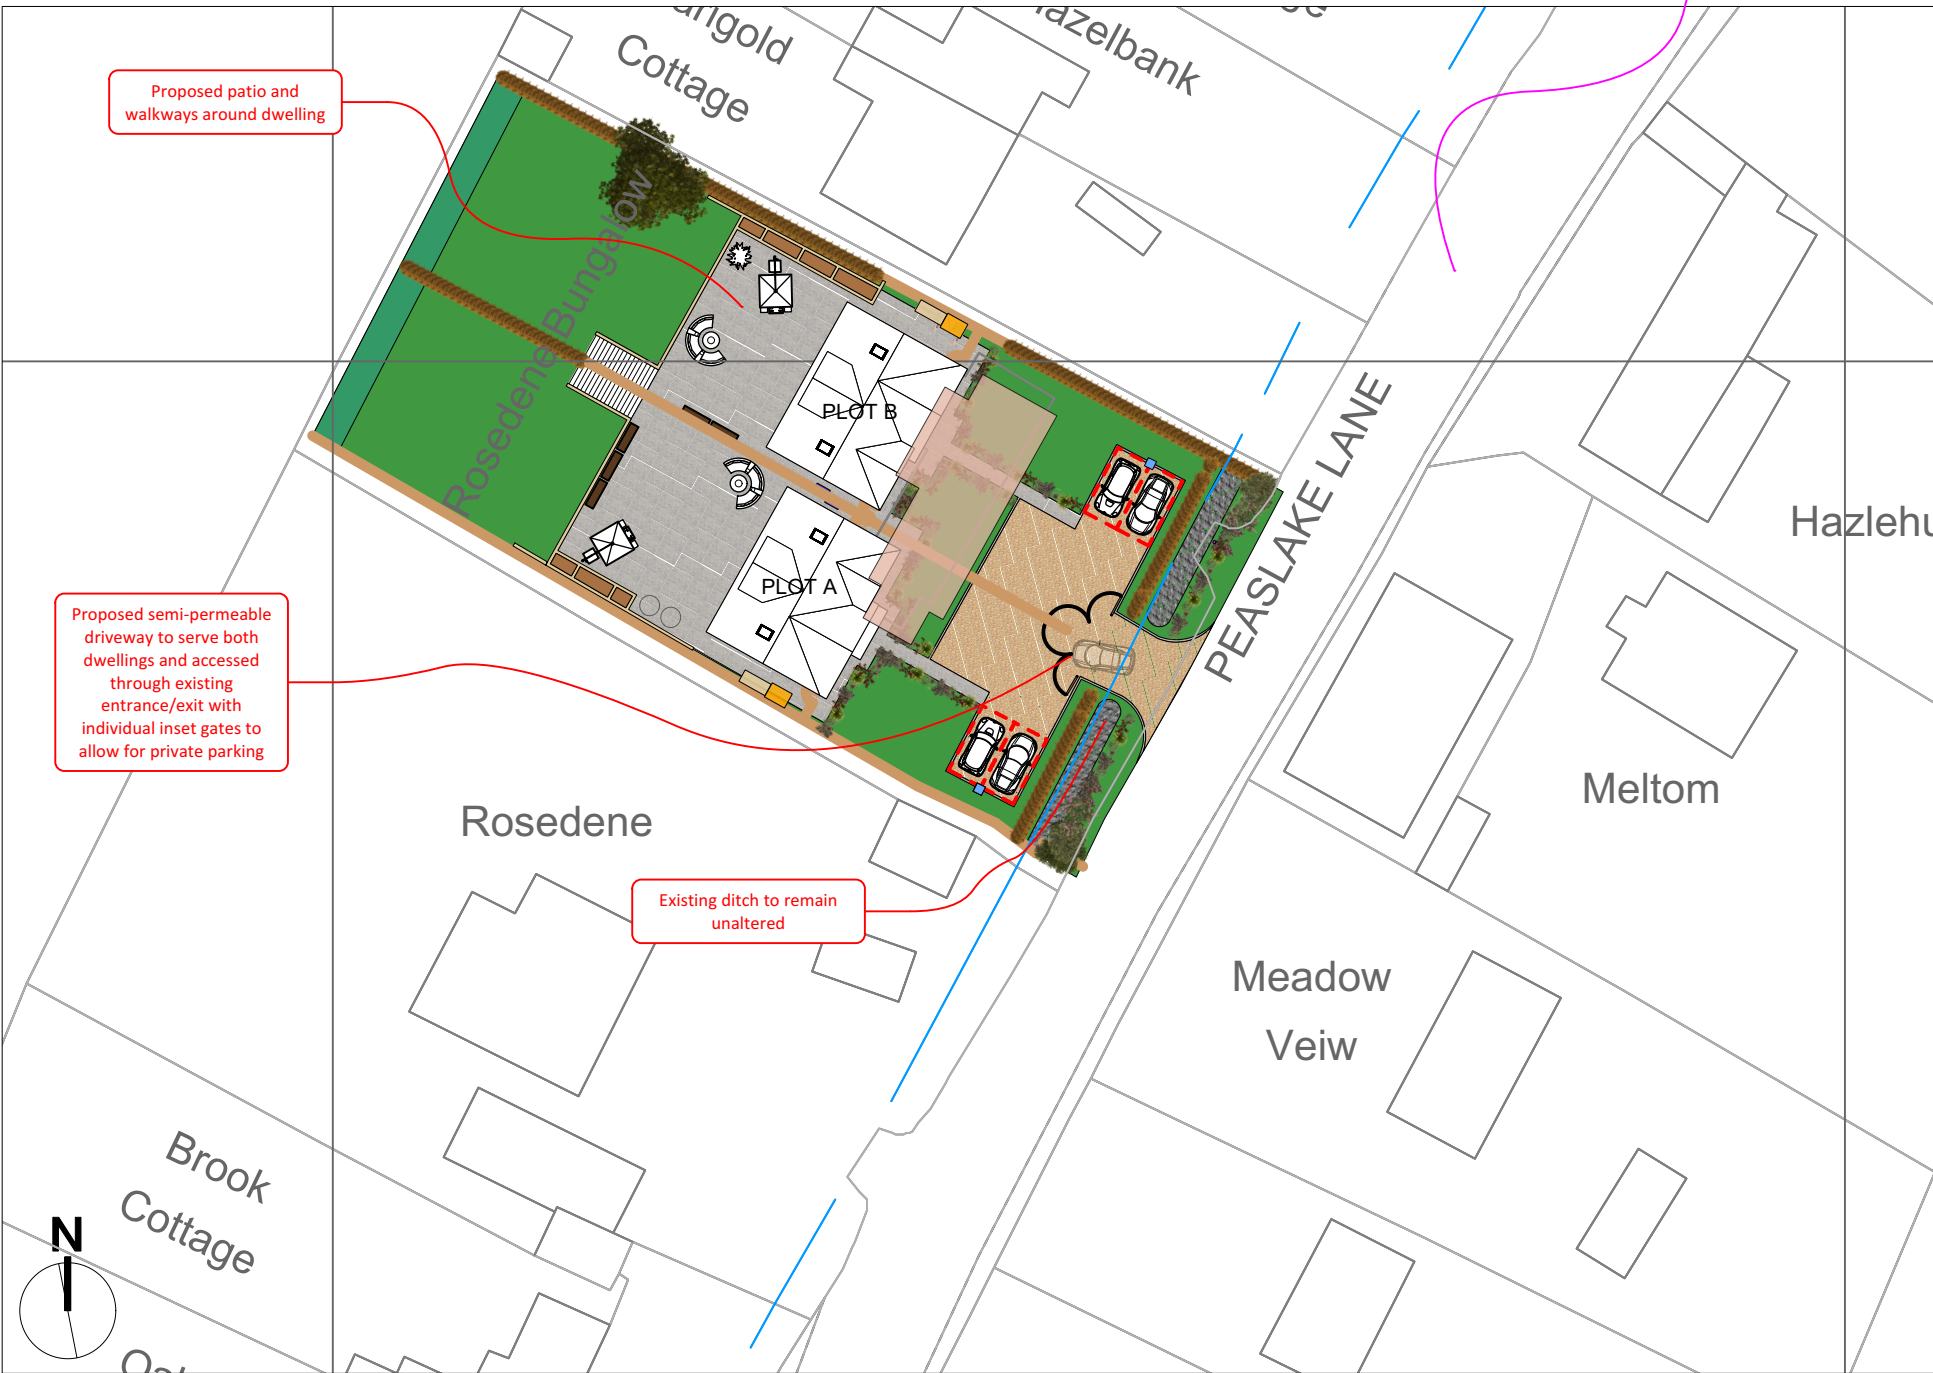 Cottage
Hazelbank
Proposed patio and
walkways around dwelling
Rosedene Bungalow
PLOT B
PLOT A
PEASLAKE LANE
Proposed semi-permeable
driveway to serve both
dwellings and accessed
through existing
entrance/exit with
individual inset gates to
allow for private parking
Rosedene
Existing ditch to remain
unaltered
Meltom
Meadow
Veiw
Brook
Cottage
N